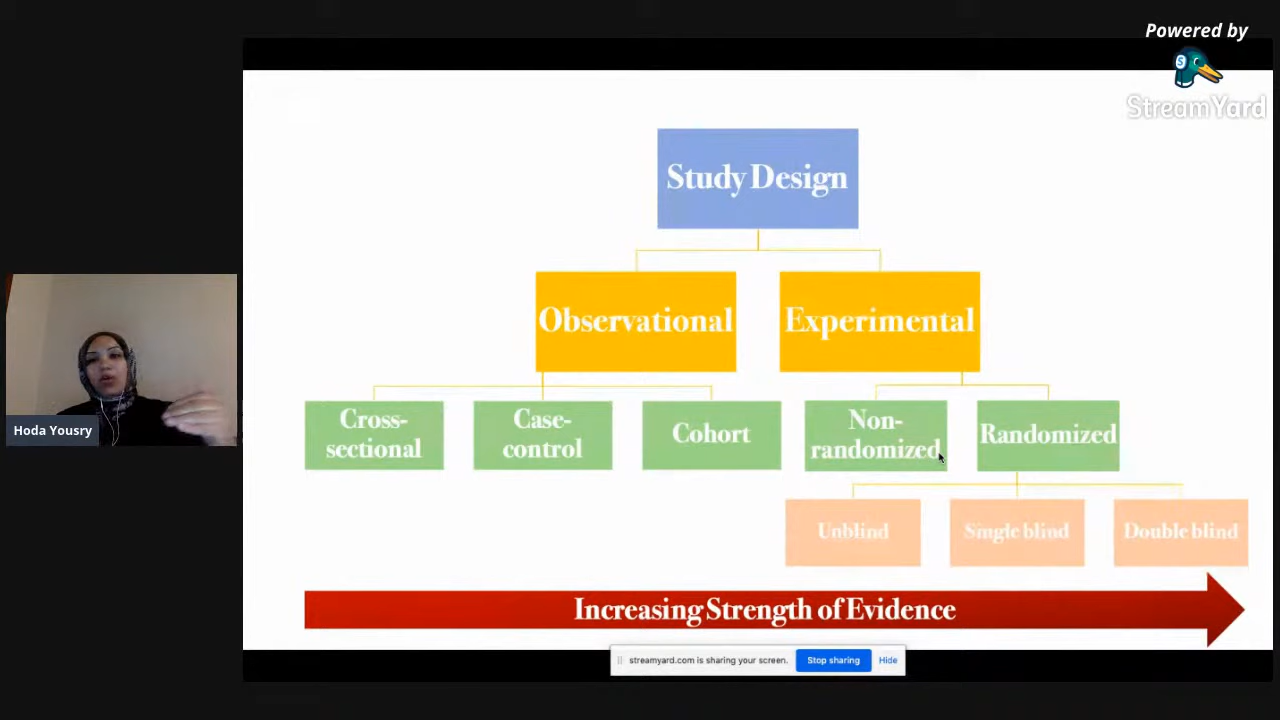 Powered by
StreamYard
Study Design
Observational
Experimental
Cross-
sectional
Case-
control
Cohort
Non-
randomized
Randomized
Unblind
Single blind
Double blind
Increasing Strength of Evidence
Hoda Yousry
streamyard.com is sharing your screen.
Stop sharing
Hide